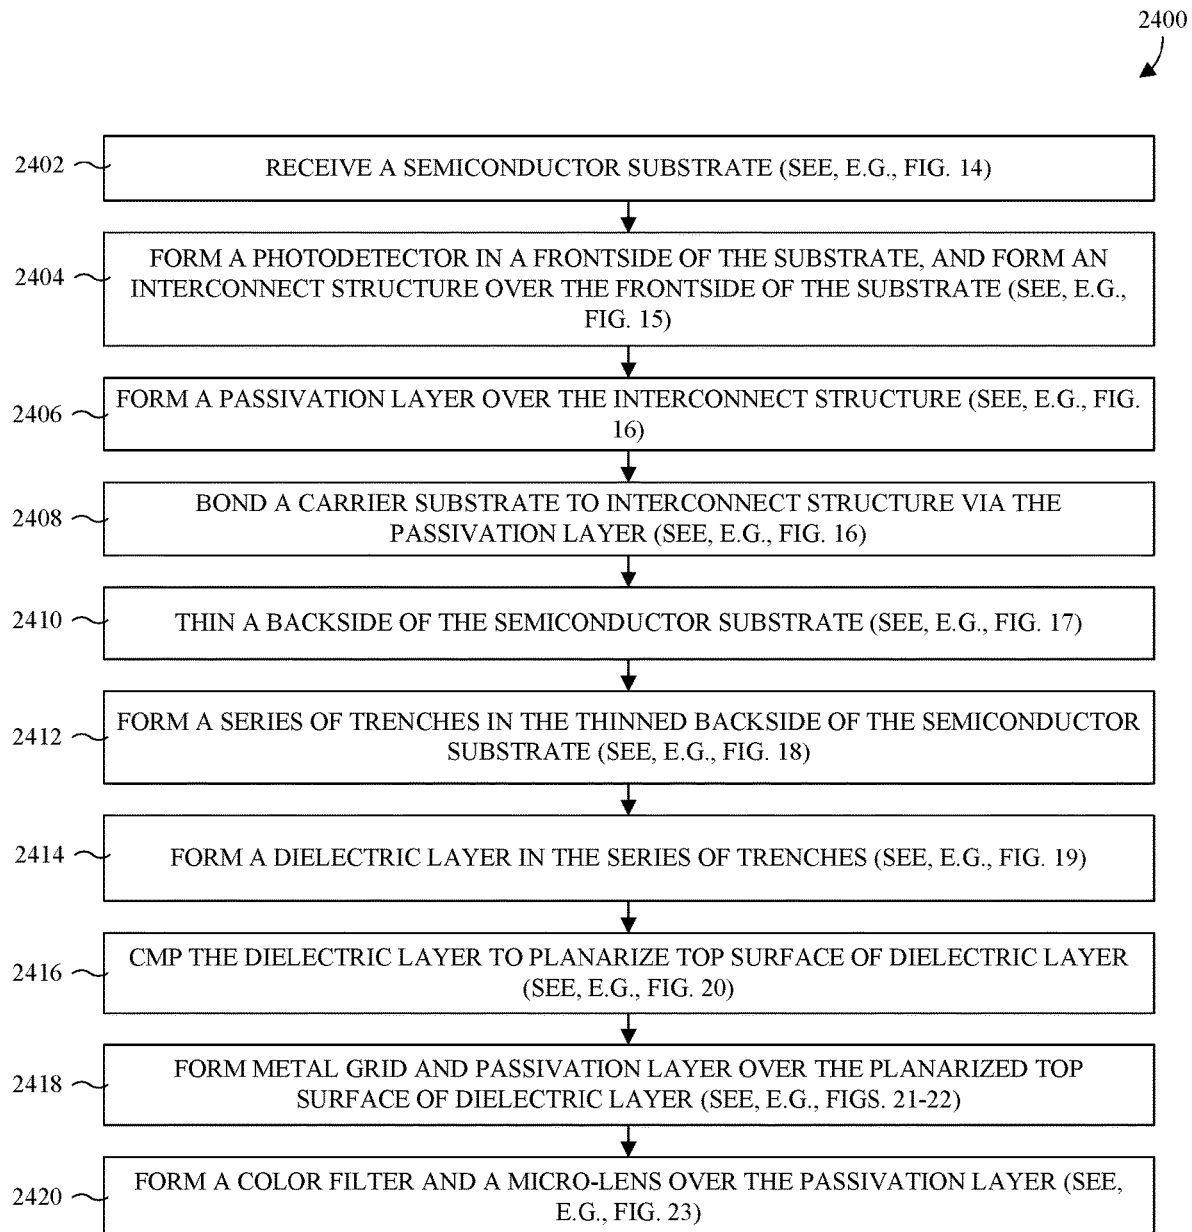 2400
2402
RECEIVE A SEMICONDUCTOR SUBSTRATE (SEE, E.G., FIG. 14)
2404
FORM A PHOTODETECTOR IN A FRONTSIDE OF THE SUBSTRATE, AND FORM AN
INTERCONNECT STRUCTURE OVER THE FRONTSIDE OF THE SUBSTRATE (SEE, E.G.,
FIG. 15)
2406
FORM A PASSIVATION LAYER OVER THE INTERCONNECT STRUCTURE (SEE, E.G., FIG.
16)
2408
BOND A CARRIER SUBSTRATE TO INTERCONNECT STRUCTURE VIA THE
PASSIVATION LAYER (SEE, E.G., FIG. 16)
2410
THIN A BACKSIDE OF THE SEMICONDUCTOR SUBSTRATE (SEE, E.G., FIG. 17)
2412
FORM A SERIES OF TRENCHES IN THE THINNED BACKSIDE OF THE SEMICONDUCTOR
SUBSTRATE (SEE, E.G., FIG. 18)
2414
FORM A DIELECTRIC LAYER IN THE SERIES OF TRENCHES (SEE, E.G., FIG. 19)
2416
CMP THE DIELECTRIC LAYER TO PLANARIZE TOP SURFACE OF DIELECTRIC LAYER
(SEE, E.G., FIG. 20)
2418
FORM METAL GRID AND PASSIVATION LAYER OVER THE PLANARIZED TOP
SURFACE OF DIELECTRIC LAYER (SEE, E.G., FIGS. 21-22)
2420
FORM A COLOR FILTER AND A MICRO-LENS OVER THE PASSIVATION LAYER (SEE,
E.G., FIG. 23)